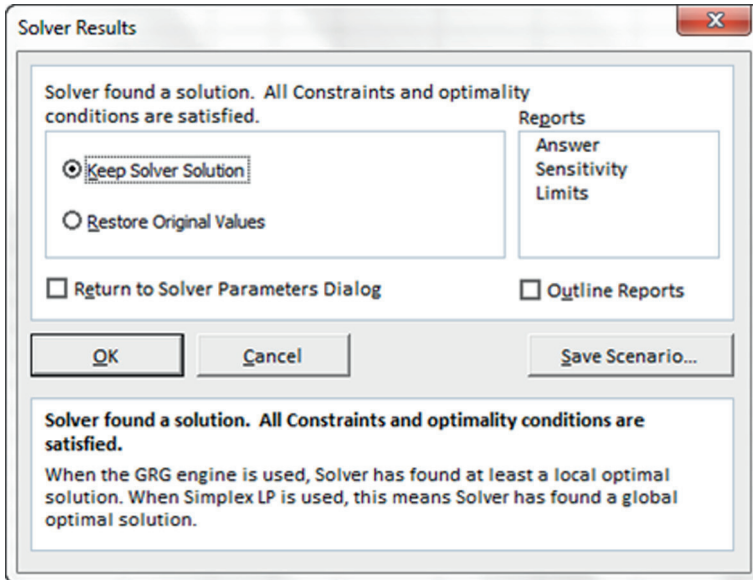 Solver Results
Solver found a solution. All Constraints and optimality
conditions are satisfied.
Reports
Answer
Sensitivity
Limits
Keep Solver Solution
Restore Original Values
Return to Solver Parameters Dialog
Outline Reports
OK
Cancel
Save Scenario...
Solver found a solution. All Constraints and optimality conditions are
satisfied.
When the GRG engine is used, Solver has found at least a local optimal
solution. When Simplex LP is used, this means Solver has found a global
optimal solution.